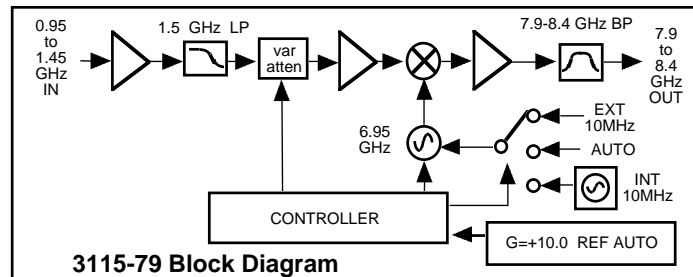 0.95
to
1.45
GHz
IN
1.5 GHz LP
var
atten
7.9-8.4 GHz BP
7.9
to
8.4
GHz
OUT
6.95
GHz
EXT
10MHz
AUTO
INT
10MHz
CONTROLLER
G=+10.0 REF AUTO
3115-79 Block Diagram